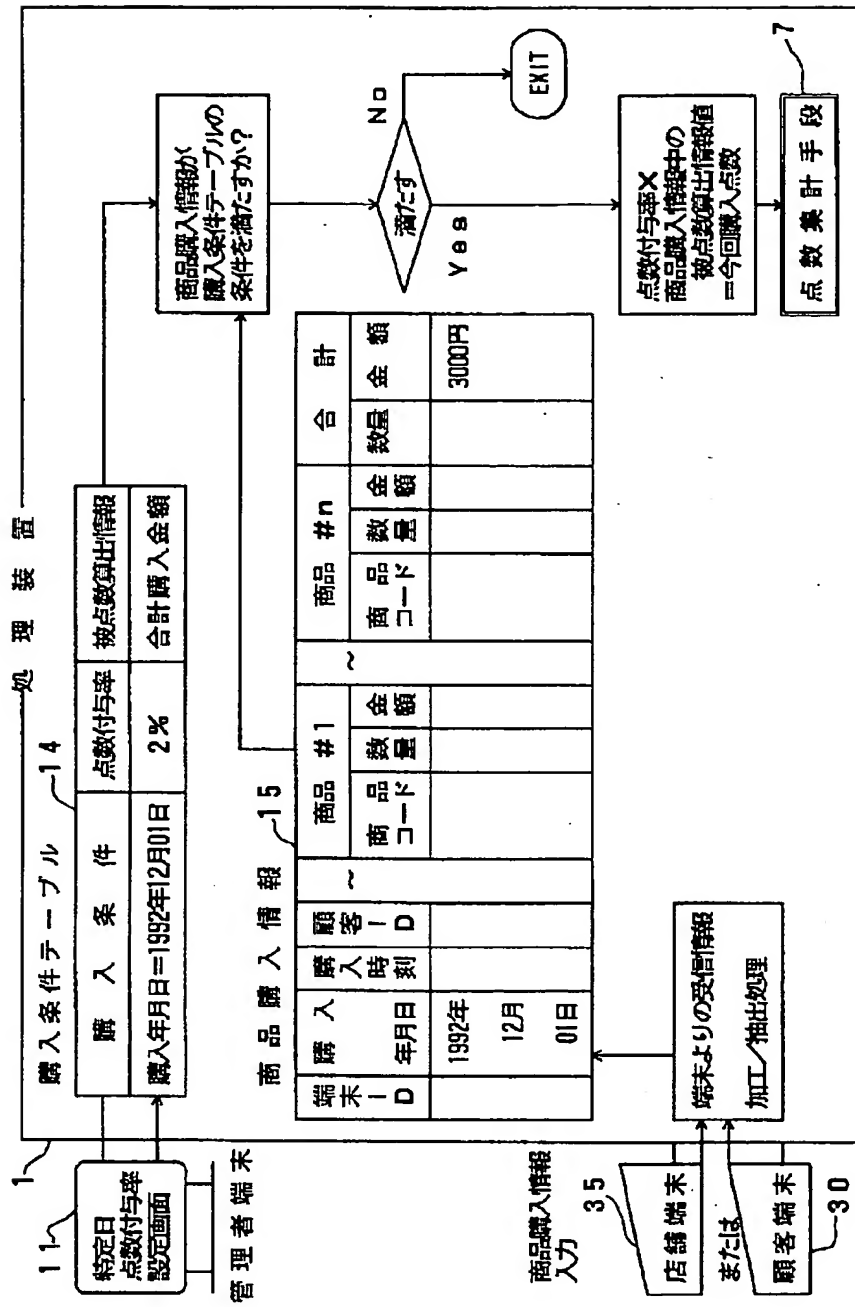 処理装置
1
11
特定日
点数付与率
設定画面
管理者端末
購入条件テーブル
14
購入条件
点数付与率
被点数算出情報
購入年月日=1992年12月01日
2%
合計購入金額
商品購入情報
15
端末ID
購入年月日
購入時刻
顧客ID
~
商品 #1
~
商品 #n
合計
商品コード
数量
金額
商品コード
数量
金額
数量
金額
1992年
12月
01日
3000円
商品購入情報
入力
35
店舗端末
または
顧客端末
30
端末よりの受信情報
加工/抽出処理
商品購入情報が
購入条件テーブルの
条件を満たすか?
満たす
No
EXIT
Yes
点数付与率×
商品購入情報中の
被点数算出情報値
=今回購入点数
点数集計手段
7